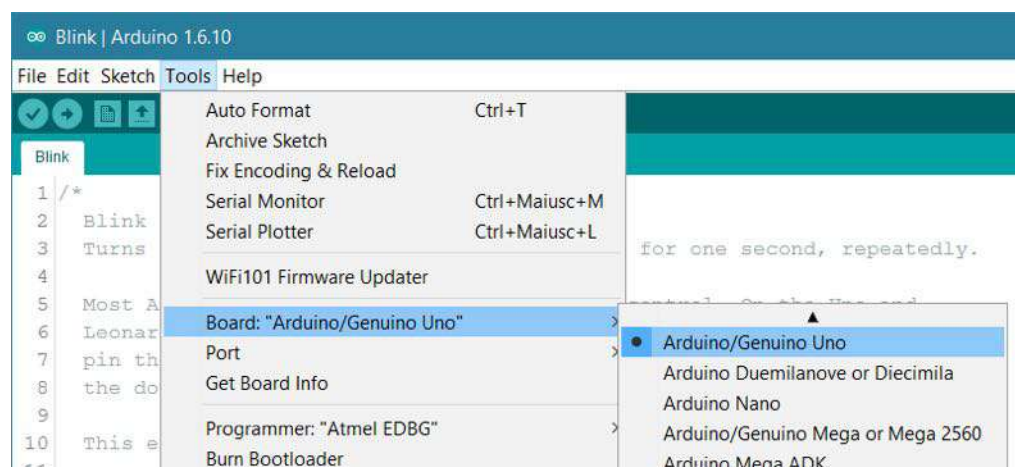 Blink | Arduino 1.6.10
File Edit Sketch Tools Help
Blink
Auto Format Ctrl+T
Archive Sketch
Fix Encoding & Reload
Serial Monitor Ctrl+Maiusc+M
Serial Plotter Ctrl+Maiusc+L
WiFi101 Firmware Updater
Board: "Arduino/Genuino Uno"
Port
Get Board Info
Programmer: "Atmel EDBG"
Burn Bootloader
Arduino/Genuino Uno
Arduino Duemilanove or Diecimila
Arduino Nano
Arduino/Genuino Mega or Mega 2560
Arduino Mega ADK
1 /*
2 Blink
3 Turns for one second, repeatedly.
4
5 Most A
6 Leonar
7 pin th
8 the do
9
10 This e